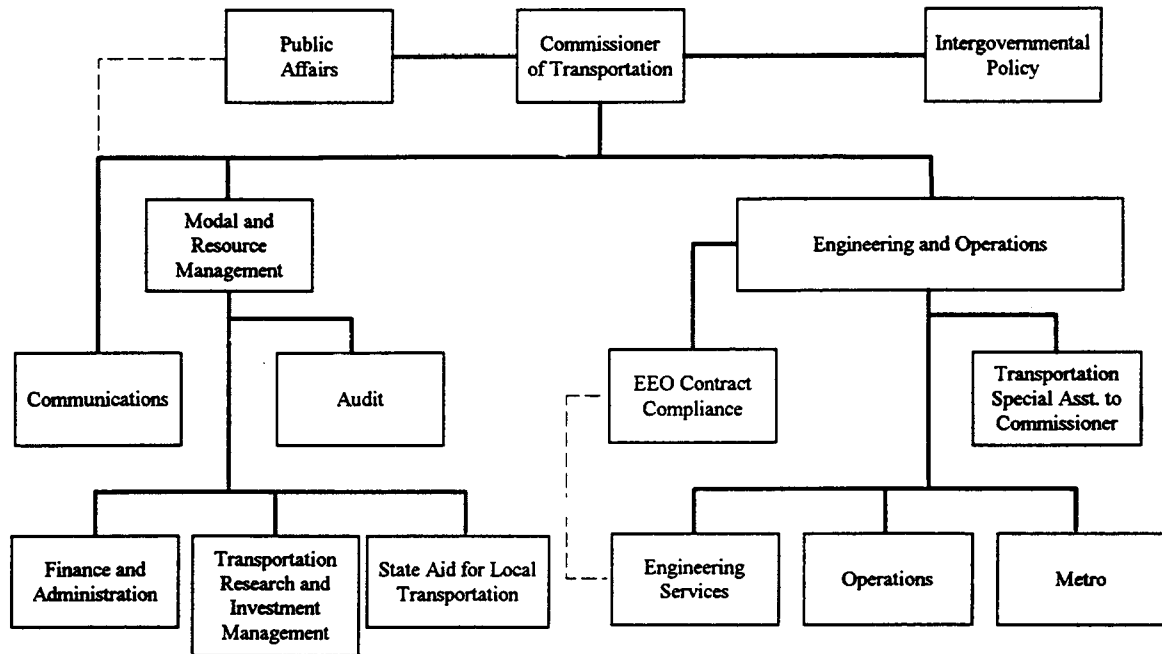 Public
Affairs
Commissioner
of Transportation
Intergovernmental
Policy
Modal and
Resource
Management
Engineering and Operations
Communications
Audit
EEO Contract
Compliance
Transportation
Special Asst. to
Commissioner
Finance and
Administration
Transportation
Research and
Investment
Management
State Aid for Local
Transportation
Engineering
Services
Operations
Metro